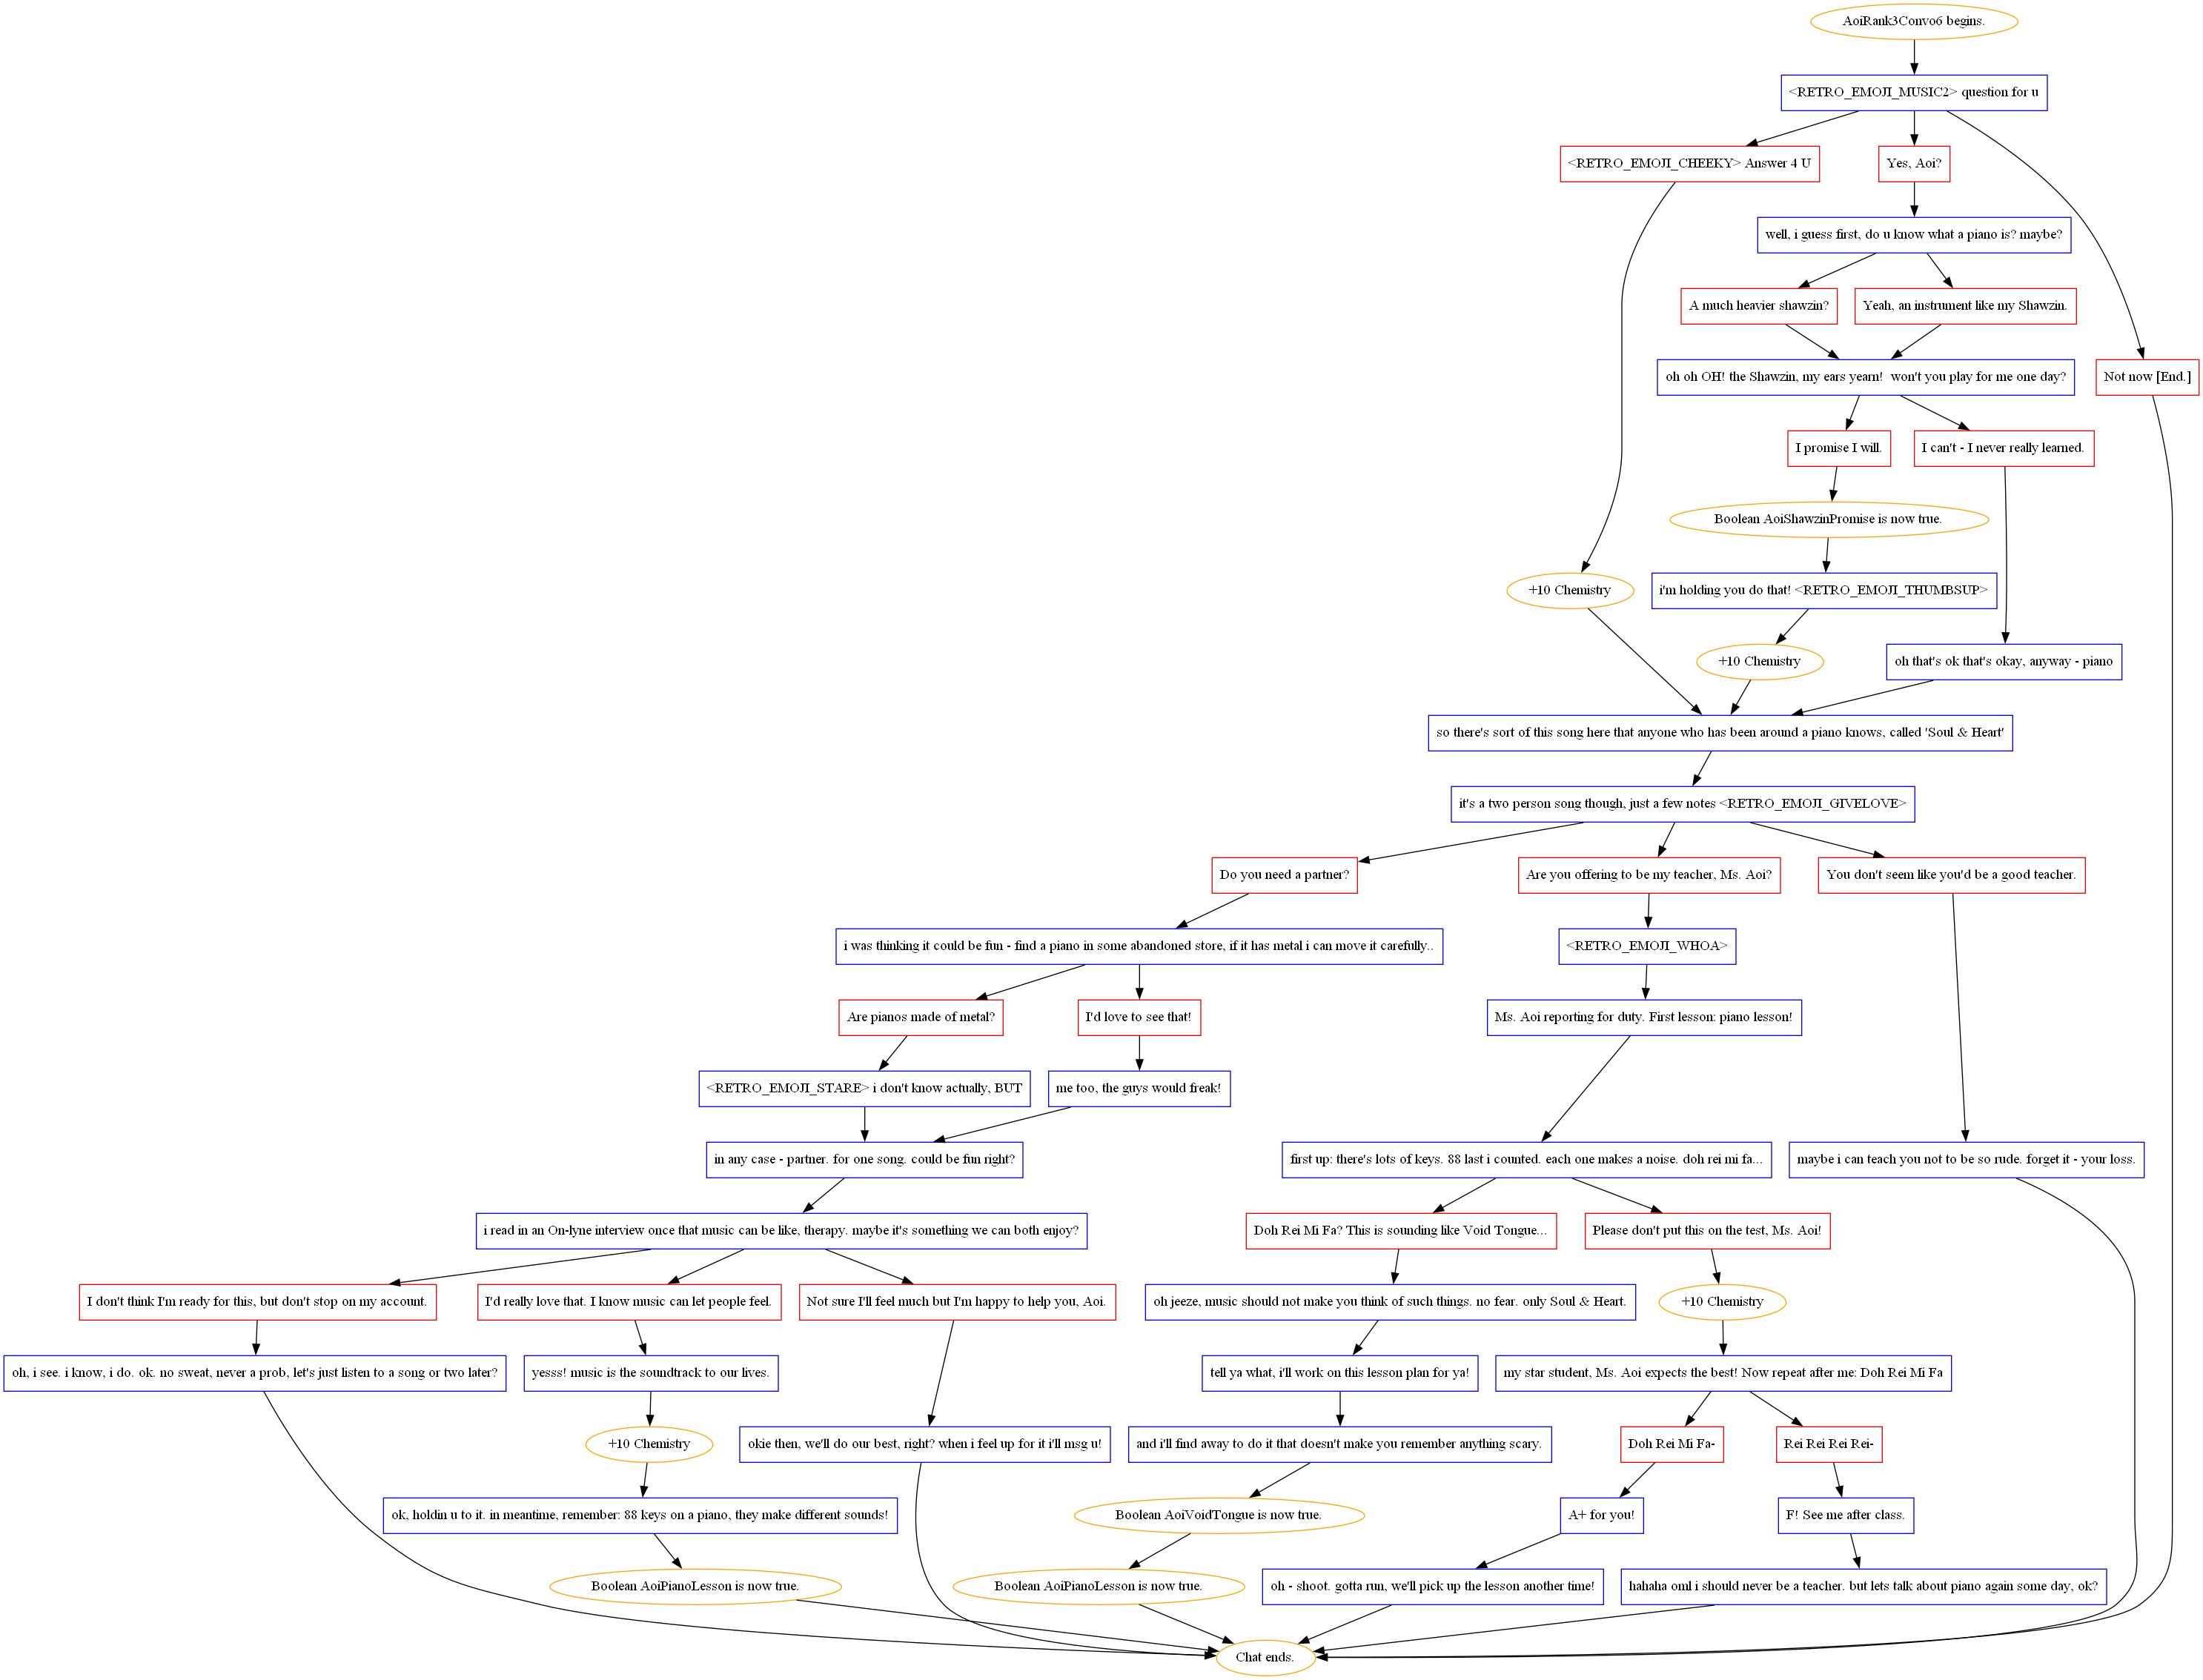 AoiRank3Convo6 begins.
<RETRO_EMOJI_MUSIC2> question for u
<RETRO_EMOJI_CHEEKY> Answer 4 U
Yes, Aoi?
well, i guess first, do u know what a piano is? maybe?
A much heavier shawzin?
Yeah, an instrument like my Shawzin.
oh oh OH! the Shawzin, my ears yearn!  won't you play for me one day?
Not now [End.]
I promise I will.
I can't - I never really learned.
Boolean AoiShawzinPromise is now true.
+10 Chemistry
i'm holding you do that! <RETRO_EMOJI_THUMBSUP>
+10 Chemistry
oh that's ok that's okay, anyway - piano
so there's sort of this song here that anyone who has been around a piano knows, called 'Soul & Heart'
it's a two person song though, just a few notes <RETRO_EMOJI_GIVELOVE>
Do you need a partner?
Are you offering to be my teacher, Ms. Aoi?
You don't seem like you'd be a good teacher.
i was thinking it could be fun - find a piano in some abandoned store, if it has metal i can move it carefully..
<RETRO_EMOJI_WHOA>
Are pianos made of metal?
I'd love to see that!
Ms. Aoi reporting for duty. First lesson: piano lesson!
<RETRO_EMOJI_STARE> i don't know actually, BUT
me too, the guys would freak!
in any case - partner. for one song. could be fun right?
first up: there's lots of keys. 88 last i counted. each one makes a noise. doh rei mi fa...
maybe i can teach you not to be so rude. forget it - your loss.
i read in an On-lyne interview once that music can be like, therapy. maybe it's something we can both enjoy?
Doh Rei Mi Fa? This is sounding like Void Tongue...
Please don't put this on the test, Ms. Aoi!
I don't think I'm ready for this, but don't stop on my account.
I'd really love that. I know music can let people feel.
Not sure I'll feel much but I'm happy to help you, Aoi.
oh jeeze, music should not make you think of such things. no fear. only Soul & Heart.
+10 Chemistry
oh, i see. i know, i do. ok. no sweat, never a prob, let's just listen to a song or two later?
yesss! music is the soundtrack to our lives.
tell ya what, i'll work on this lesson plan for ya!
my star student, Ms. Aoi expects the best! Now repeat after me: Doh Rei Mi Fa
+10 Chemistry
okie then, we'll do our best, right? when i feel up for it i'll msg u!
and i'll find away to do it that doesn't make you remember anything scary.
Doh Rei Mi Fa-
Rei Rei Rei Rei-
ok, holdin u to it. in meantime, remember: 88 keys on a piano, they make different sounds!
Boolean AoiVoidTongue is now true.
A+ for you!
F! See me after class.
Boolean AoiPianoLesson is now true.
Boolean AoiPianoLesson is now true.
oh - shoot. gotta run, we'll pick up the lesson another time!
hahaha oml i should never be a teacher. but lets talk about piano again some day, ok?
Chat ends.